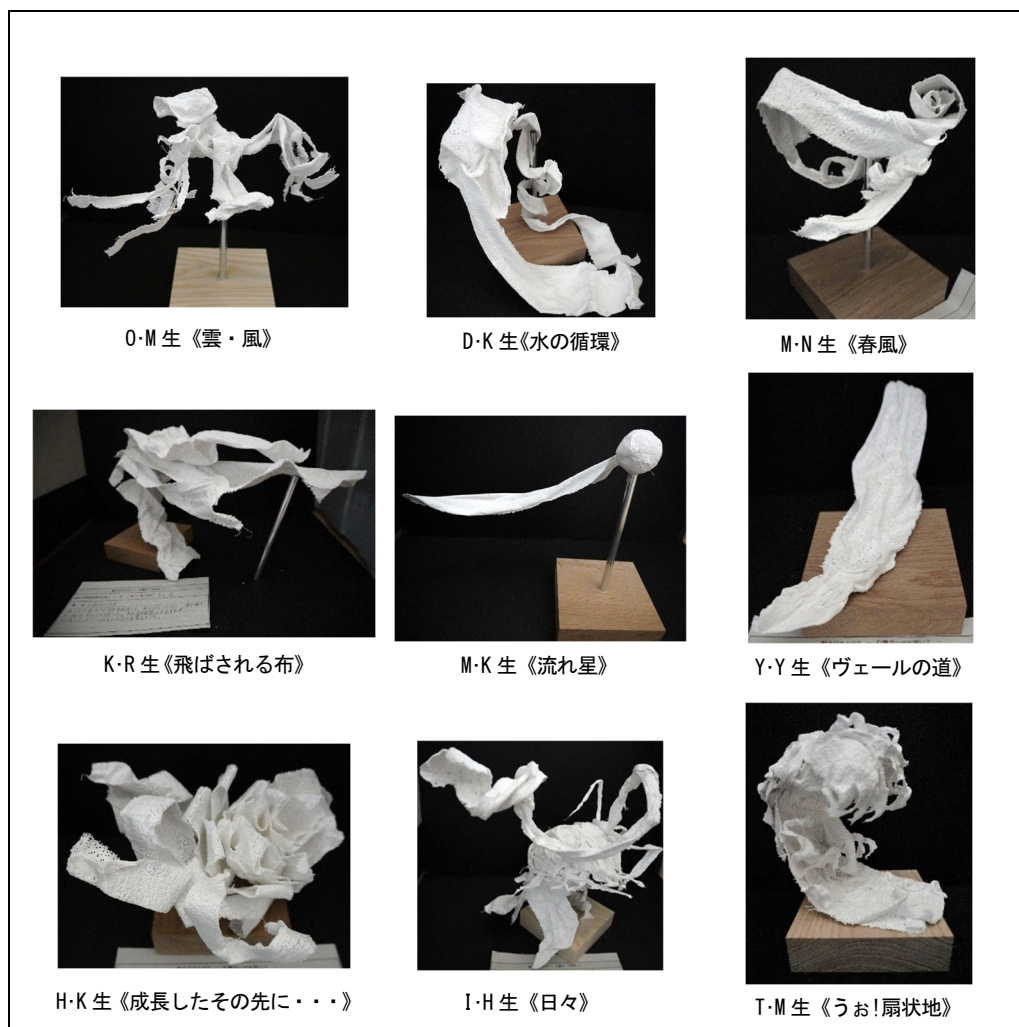 O·M 生《雲・風》
D·K 生《水の循環》
M·N 生《春風》
K·R 生《飛ばされる布》
M·K 生《流れ星》
Y·Y 生《ヴェールの道》
H·K 生《成長したその先に・・・》
I·H 生《日々》
T·M 生《うぉ!扇状地》